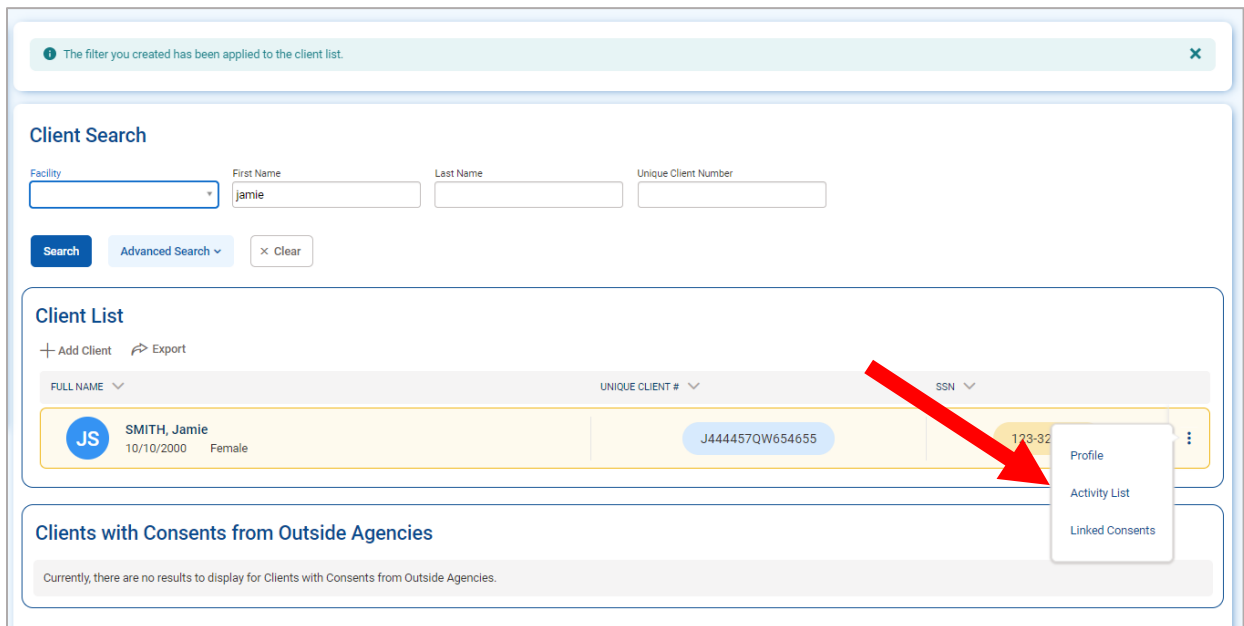 The filter you created has been applied to the client list.
Client Search
Facility First Name Last Name Unique Client Number
jamie
Search Advanced Search × Clear
Client List
Add Client Export
FULL NAME UNIQUE CLIENT # SSN
JS SMITH, Jamie J444457QW654655 123-32
10/10/2000 Female
Profile
Activity List
Linked Consents
Clients with Consents from Outside Agencies
Currently, there are no results to display for Clients with Consents from Outside Agencies.